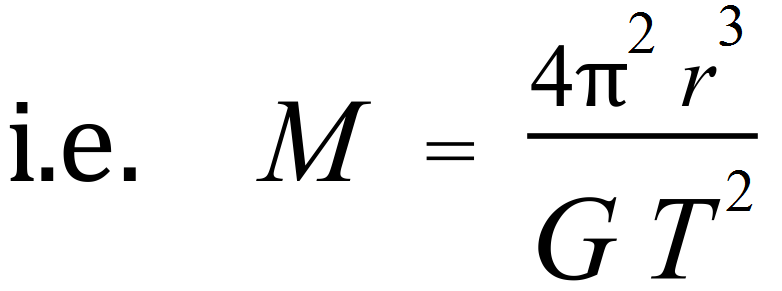 i.e. M = 4π² r³ / G T²